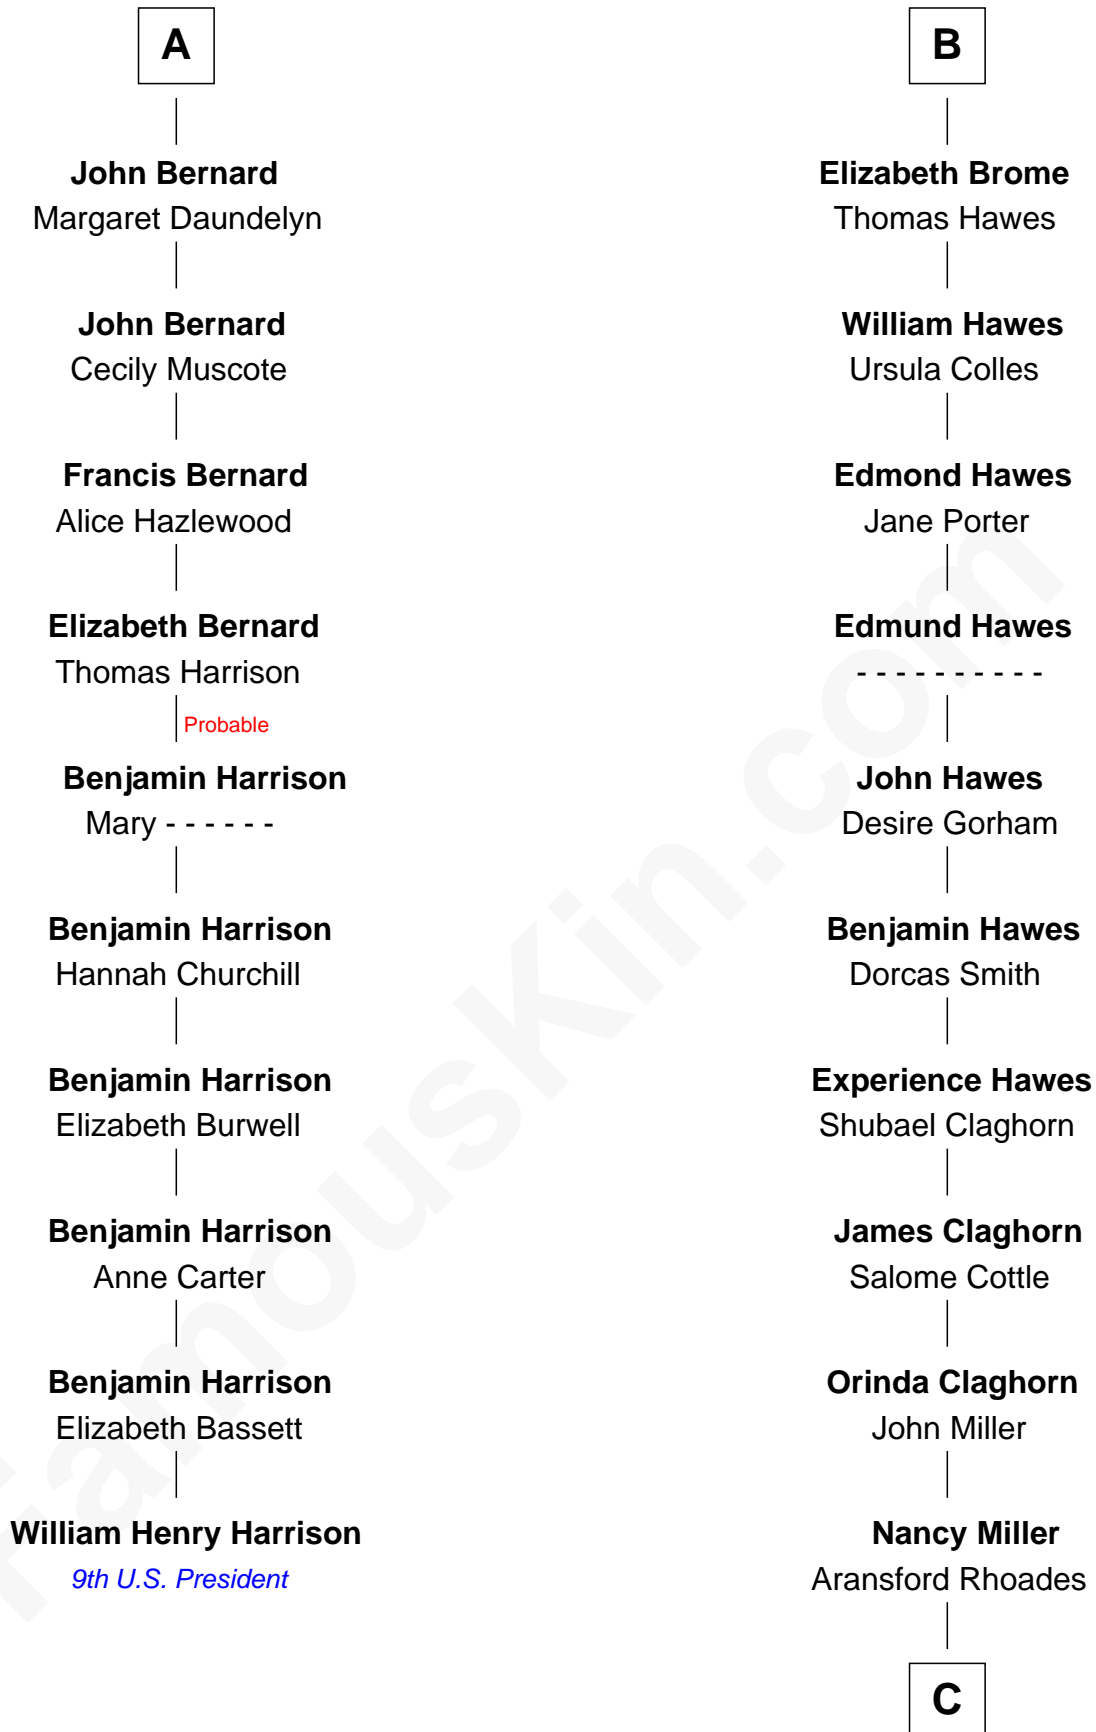 A
John Bernard
Margaret Daundelyn
John Bernard
Cecily Muscote
Francis Bernard
Alice Hazlewood
Elizabeth Bernard
Thomas Harrison
Probable
Benjamin Harrison
Mary - - - - - -
Benjamin Harrison
Hannah Churchill
Benjamin Harrison
Elizabeth Burwell
Benjamin Harrison
Anne Carter
Benjamin Harrison
Elizabeth Bassett
William Henry Harrison
9th U.S. President
B
Elizabeth Brome
Thomas Hawes
William Hawes
Ursula Colles
Edmond Hawes
Jane Porter
Edmund Hawes
- - - - - - - - - -
John Hawes
Desire Gorham
Benjamin Hawes
Dorcas Smith
Experience Hawes
Shubael Claghorn
James Claghorn
Salome Cottle
Orinda Claghorn
John Miller
Nancy Miller
Aransford Rhoades
C
FamousKin.com